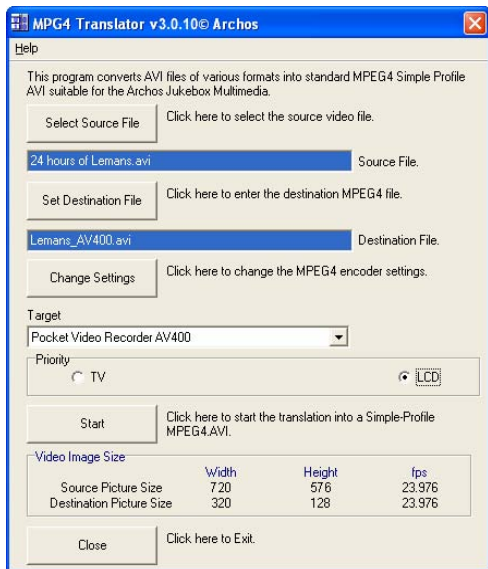 MPG4 Translator v3.0.10© Archos
Help
This program converts AVI files of various formats into standard MPEG4 Simple Profile
AVI suitable for the Archos Jukebox Multimedia.
Select Source File Click here to select the source video file.
24 hours of Lemans.avi Source File.
Set Destination File Click here to enter the destination MPEG4 file.
Lemans_AV400.avi Destination File.
Change Settings Click here to change the MPEG4 encoder settings.
Target
Pocket Video Recorder AV400
Priority
TV LCD
Start Click here to start the translation into a Simple-Profile
MPEG4.AVI.
Video Image Size
Width Height fps
Source Picture Size 720 576 23.976
Destination Picture Size 320 128 23.976
Close Click here to Exit.